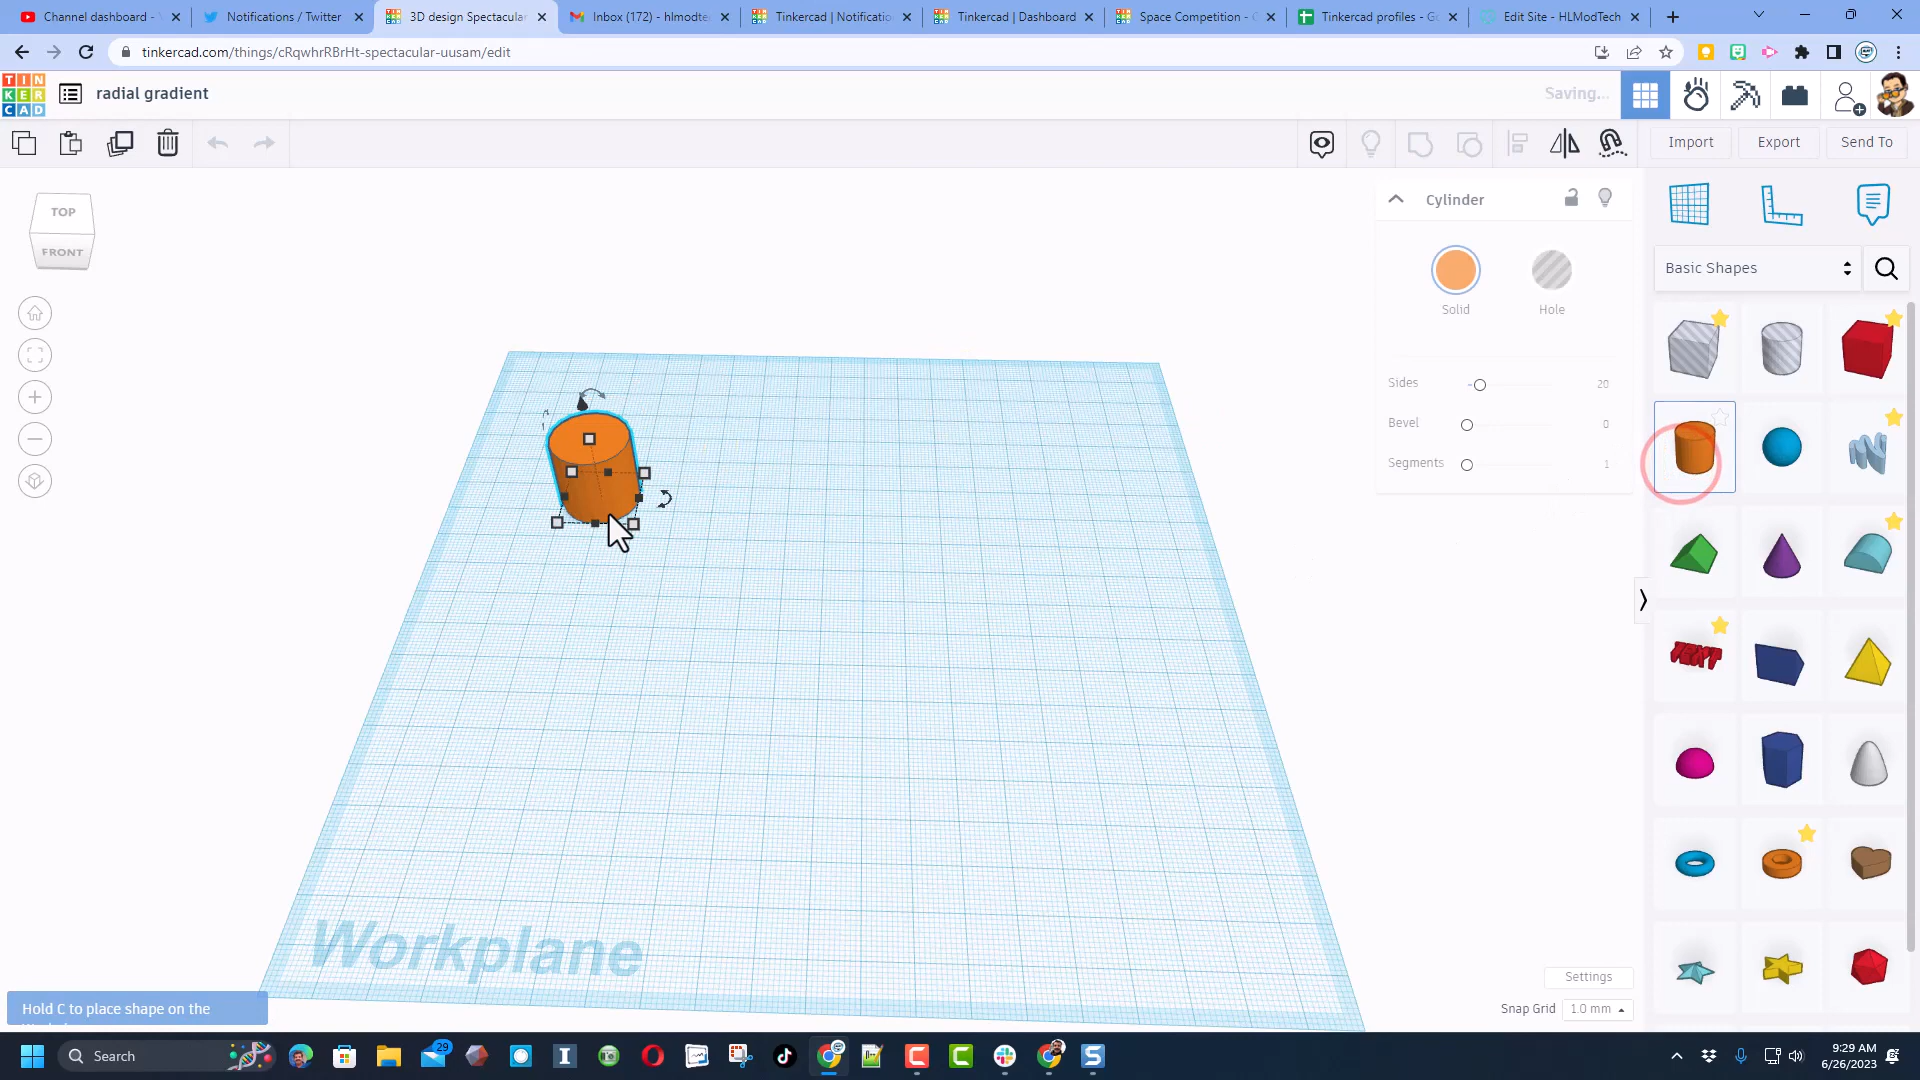 Channel dashboard - Y
Notifications / Twitter
3D design Spectacular
Inbox (172) - hlmodte
Tinkercad | Notificatio
Tinkercad | Dashboard
Space Competition - G
Tinkercad profiles - Go
Edit Site - HLModTech
tinkercad.com/things/cRqwhrRBrHt-spectacular-uusam/edit
TIN
KER
CAD
radial gradient
Saving...
Import
Export
Send To
TOP
FRONT
Cylinder
Solid
Hole
Sides
20
Bevel
0
Segments
1
Basic Shapes
TEXT
Workplane
Hold C to place shape on the
Settings
Snap Grid
1.0 mm
Search
29
9:29 AM
6/26/2023